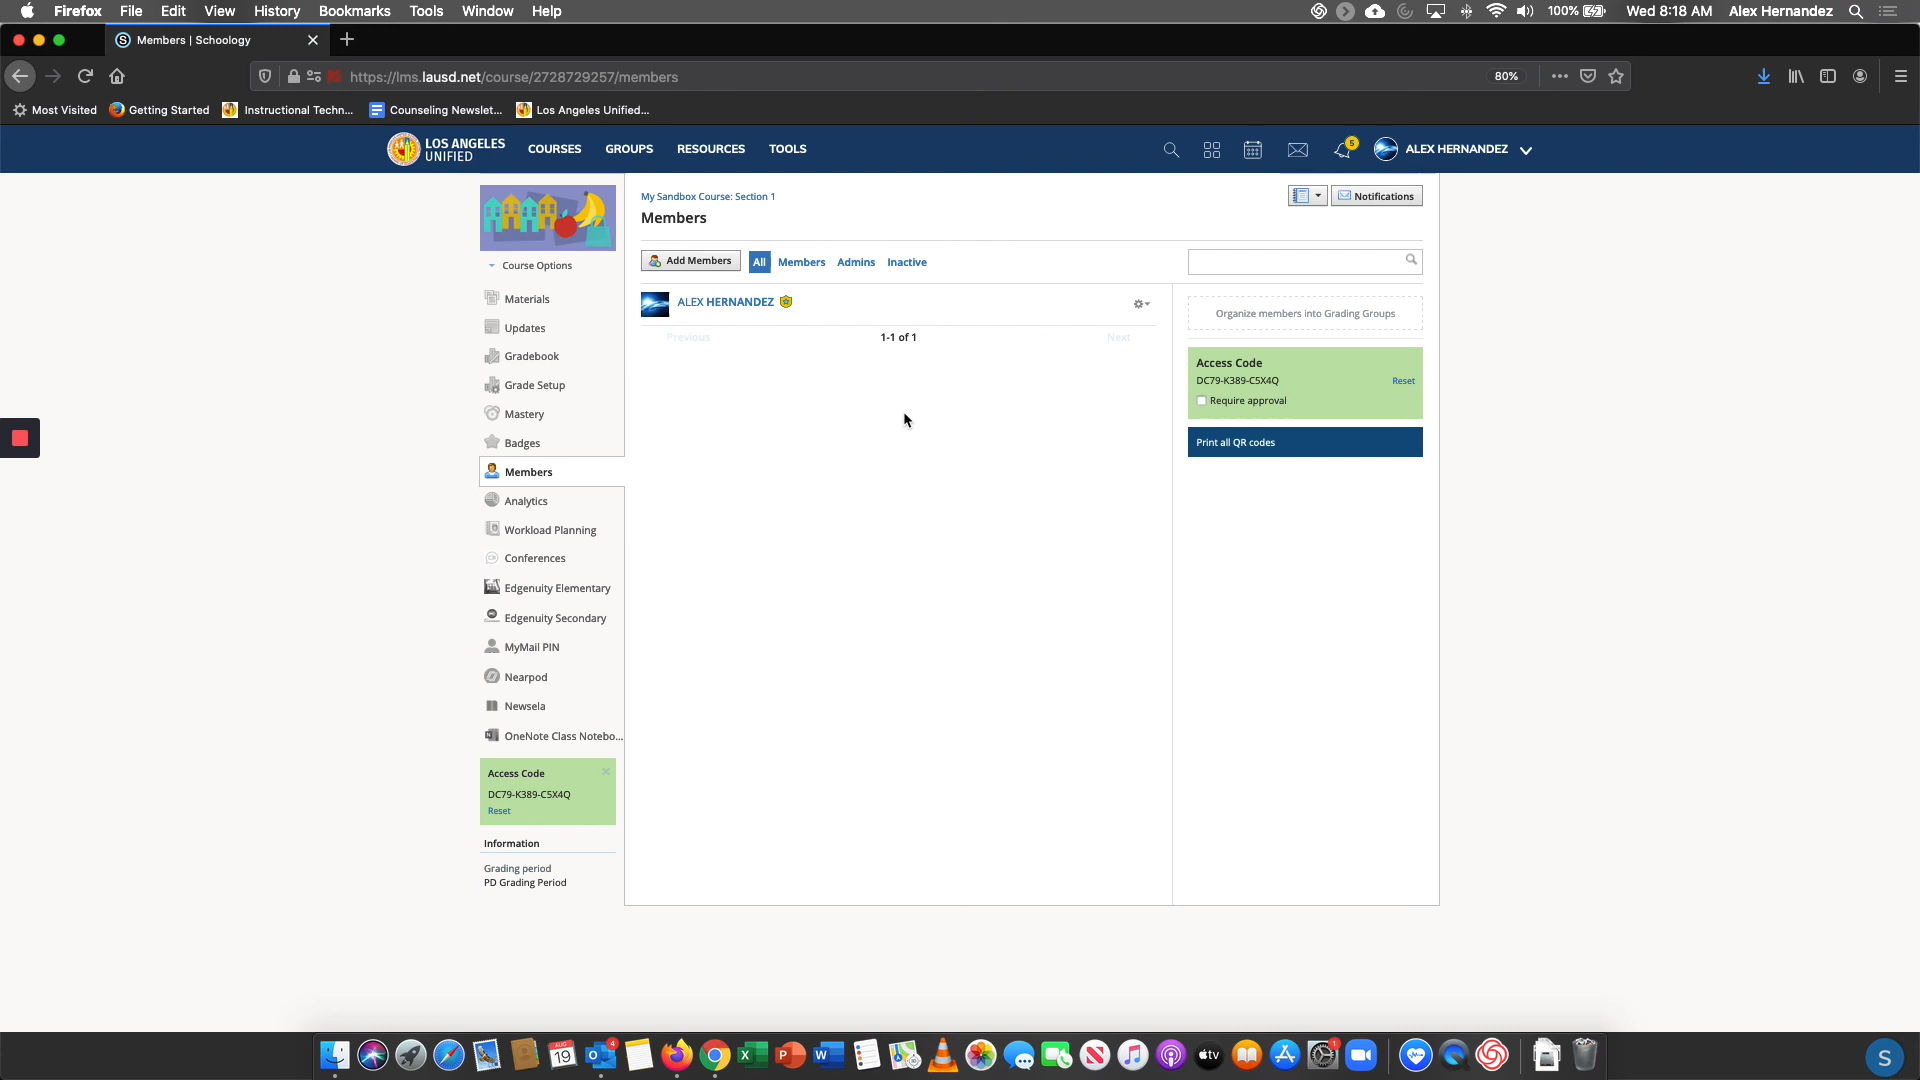 Firefox File Edit View History Bookmarks Tools Window Help 100% Wed 8:18 AM Alex Hernandez
Members | Schoology
https://lms.lausd.net/course/2728729257/members 80%
Most Visited Getting Started Instructional Techn... Counseling Newslet... Los Angeles Unified...
LOS ANGELES
UNIFIED
COURSES GROUPS RESOURCES TOOLS 5 ALEX HERNANDEZ
My Sandbox Course: Section 1
Members
Notifications
Course Options
Materials
Updates
Gradebook
Grade Setup
Mastery
Badges
Members
Analytics
Workload Planning
Conferences
Edgenuity Elementary
Edgenuity Secondary
MyMail PIN
Nearpod
Newsela
OneNote Class Notebo...
Access Code
DC79-K389-C5X4Q
Reset
Information
Grading period
PD Grading Period
Add Members All Members Admins Inactive
ALEX HERNANDEZ
Previous 1-1 of 1 Next
Organize members into Grading Groups
Access Code
DC79-K389-C5X4Q Reset
Require approval
Print all QR codes
AUG
19
4
tv
1
S